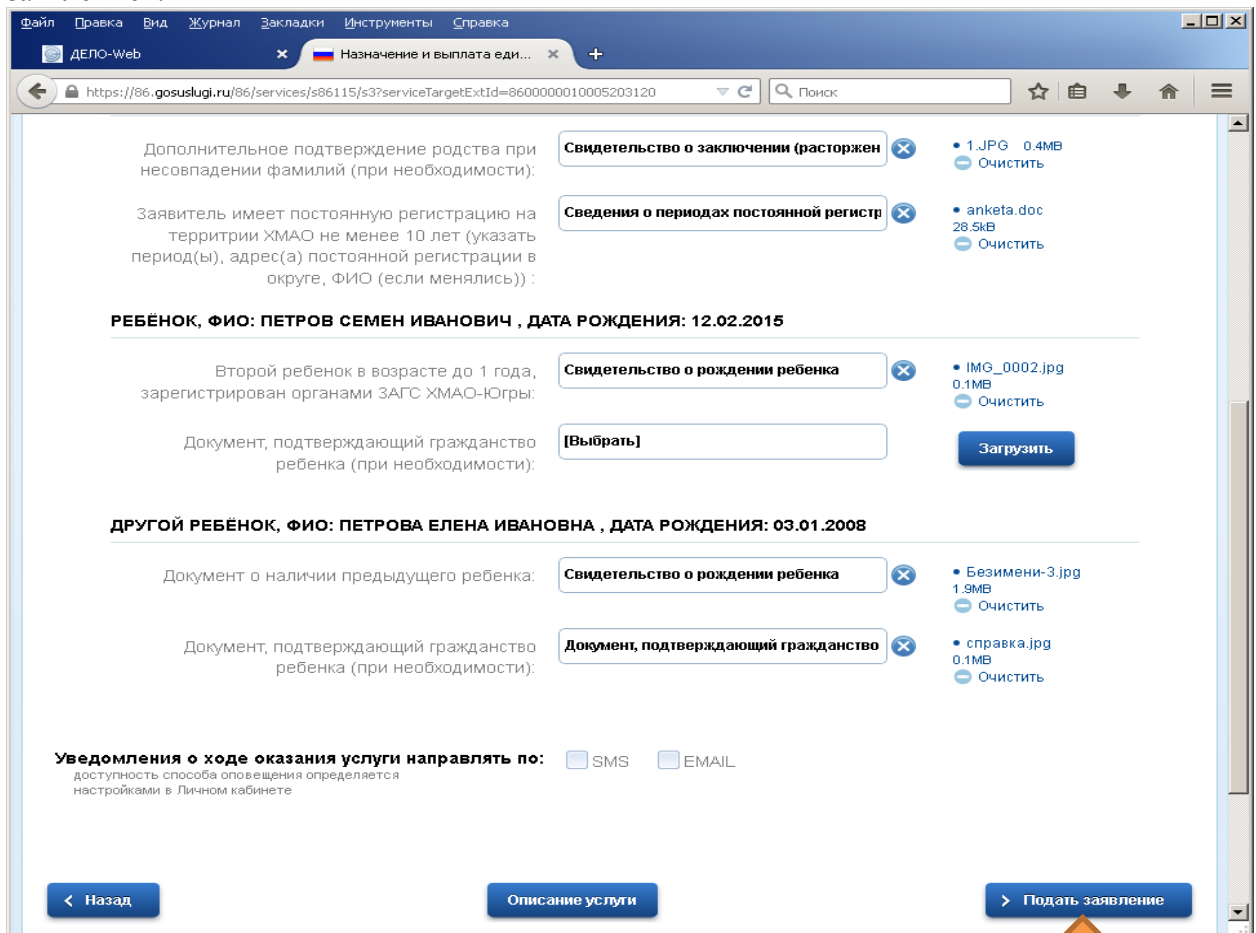 Файл Правка Вид Журнал Закладки Инструменты Справка
ДЕЛО-Web
Назначение и выплата еди...
https://86.gosuslugi.ru/86/services/s86115/s3?serviceTargetExtId=8600000010005203120
Поиск
Дополнительное подтверждение родства при
несовпадении фамилий (при необходимости):
Свидетельство о заключении (расторжен
1.JPG 0.4MB
Очистить
Заявитель имеет постоянную регистрацию на
территрии ХМАО не менее 10 лет (указать
период(ы), адрес(а) постоянной регистрации в
округе, ФИО (если менялись)) :
Сведения о периодах постоянной регистр
anketa.doc
28.5kB
Очистить
РЕБЁНОК, ФИО: ПЕТРОВ СЕМЕН ИВАНОВИЧ , ДАТА РОЖДЕНИЯ: 12.02.2015
Второй ребенок в возрасте до 1 года,
зарегистрирован органами ЗАГС ХМАО-Югры:
Свидетельство о рождении ребенка
IMG_0002.jpg
0.1MB
Очистить
Документ, подтверждающий гражданство
ребенка (при необходимости):
[Выбрать]
Загрузить
ДРУГОЙ РЕБЁНОК, ФИО: ПЕТРОВА ЕЛЕНА ИВАНОВНА , ДАТА РОЖДЕНИЯ: 03.01.2008
Документ о наличии предыдущего ребенка:
Свидетельство о рождении ребенка
Безимени-3.jpg
1.9MB
Очистить
Документ, подтверждающий гражданство
ребенка (при необходимости):
Документ, подтверждающий гражданство
справка.jpg
0.1MB
Очистить
Уведомления о ходе оказания услуги направлять по:
SMS EMAIL
доступность способа оповещения определяется
настройками в Личном кабинете
Назад
Описание услуги
Подать заявление